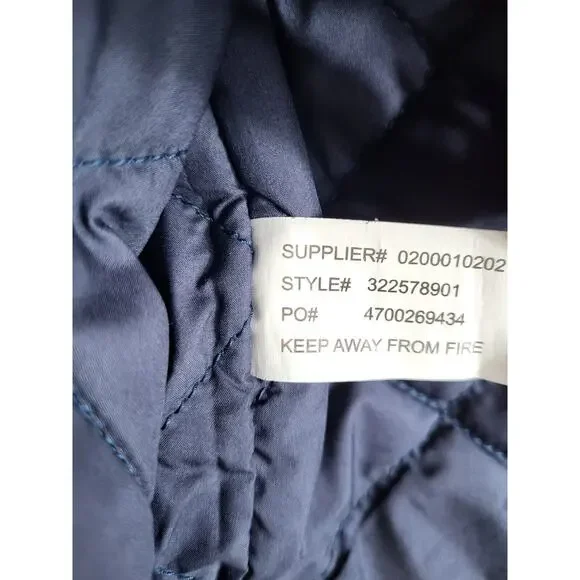 SUPPLIER# 0200010202
STYLE# 322578901
PO# 4700269434
KEEP AWAY FROM FIRE